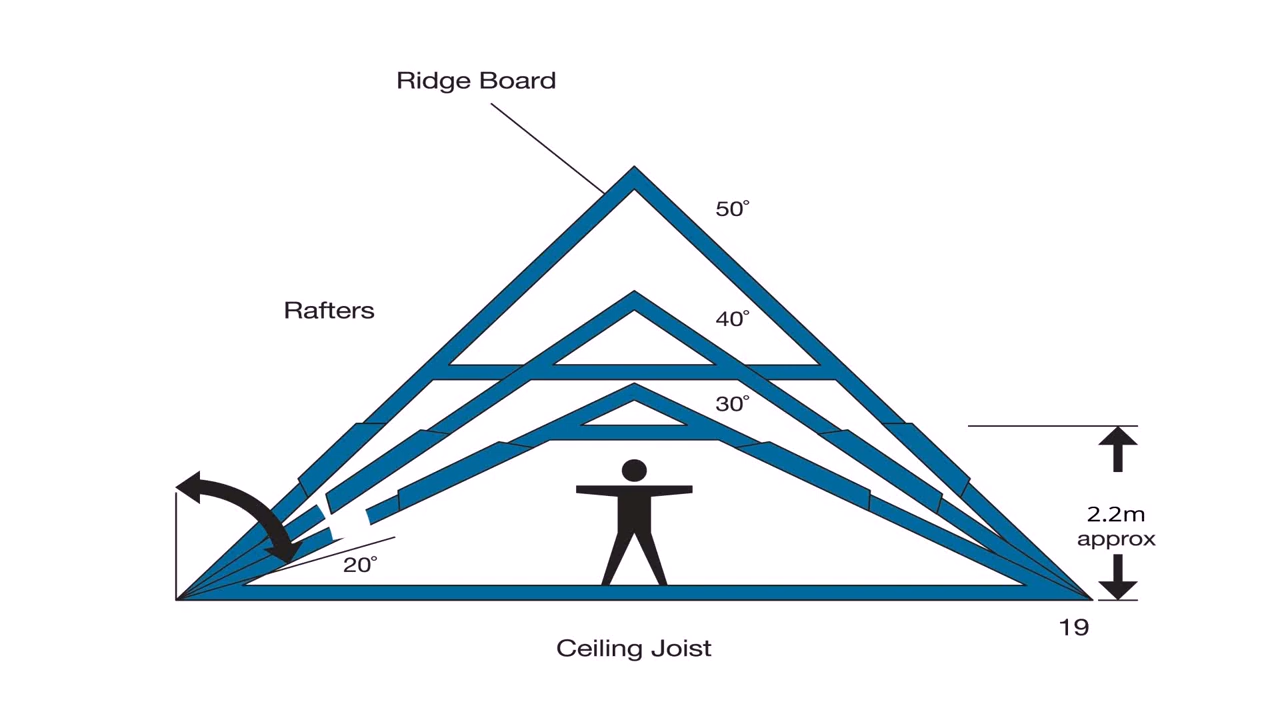 Ridge Board
50°
Rafters
40°
30°
2.2m
approx
20°
19
Ceiling Joist